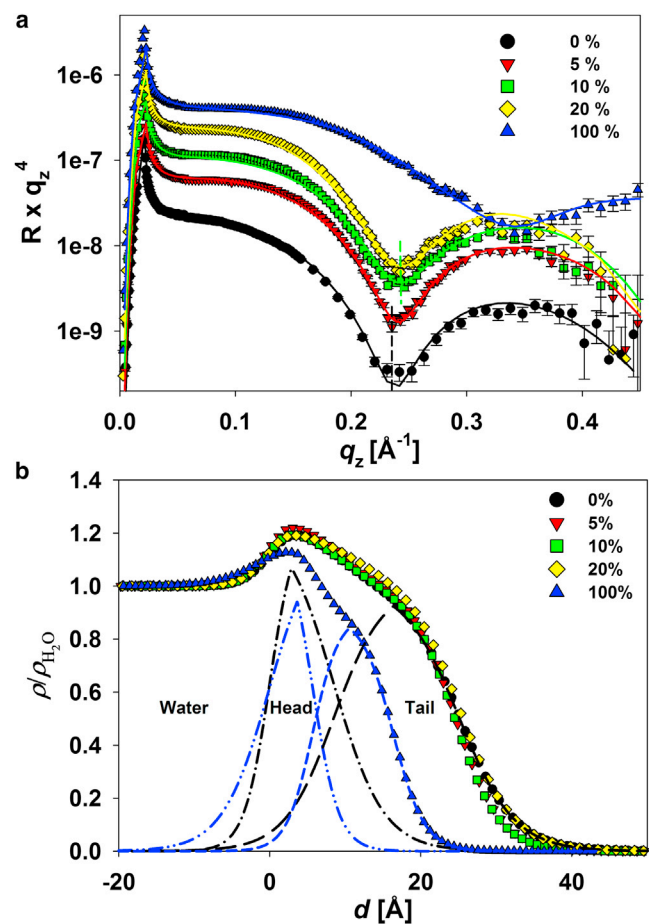 a
0 %
5 %
10 %
20 %
100 %
1e-6
1e-7
1e-8
1e-9
R x q_z^4
0.0 0.1 0.2 0.3 0.4
q_z [Å^-1]
b
0%
5%
10%
20%
100%
1.4
1.2
1.0
0.8
0.6
0.4
0.2
0.0
ρ/ρ_H₂O
Water Head Tail
-20 0 20 40
d [Å]